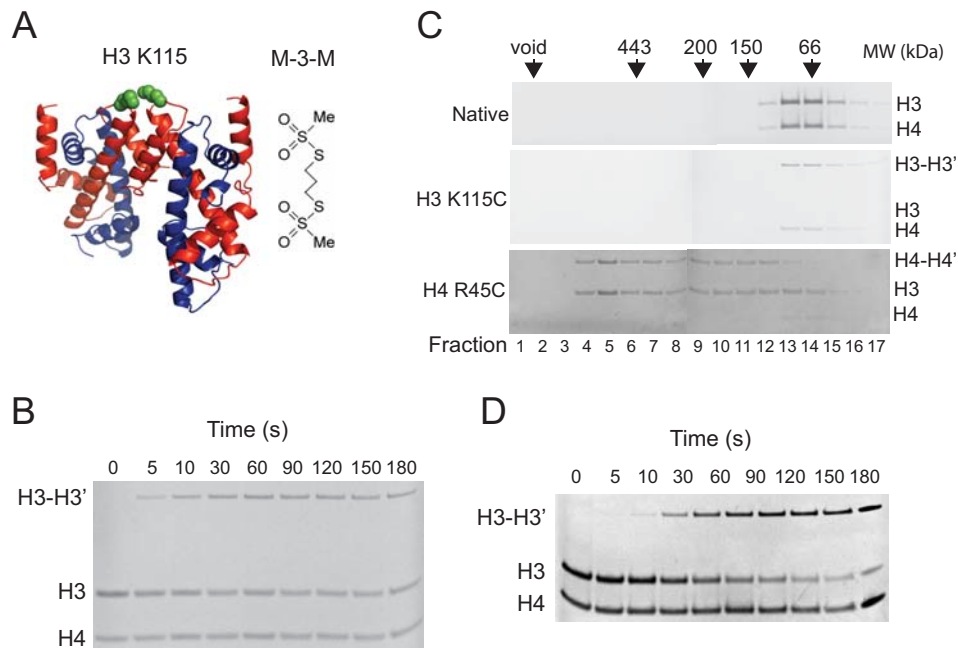 A
H3 K115
M-3-M
Me
O
S
O
S
S
O
S
O
Me
C
void 443 200 150 66 MW (kDa)
Native
H3
H4
H3 K115C
H3-H3'
H3
H4
H4 R45C
H4-H4'
H3
H4
Fraction 1 2 3 4 5 6 7 8 9 10 11 12 13 14 15 16 17
B
Time (s)
0 5 10 30 60 90 120 150 180
H3-H3'
H3
H4
D
Time (s)
0 5 10 30 60 90 120 150 180
H3-H3'
H3
H4